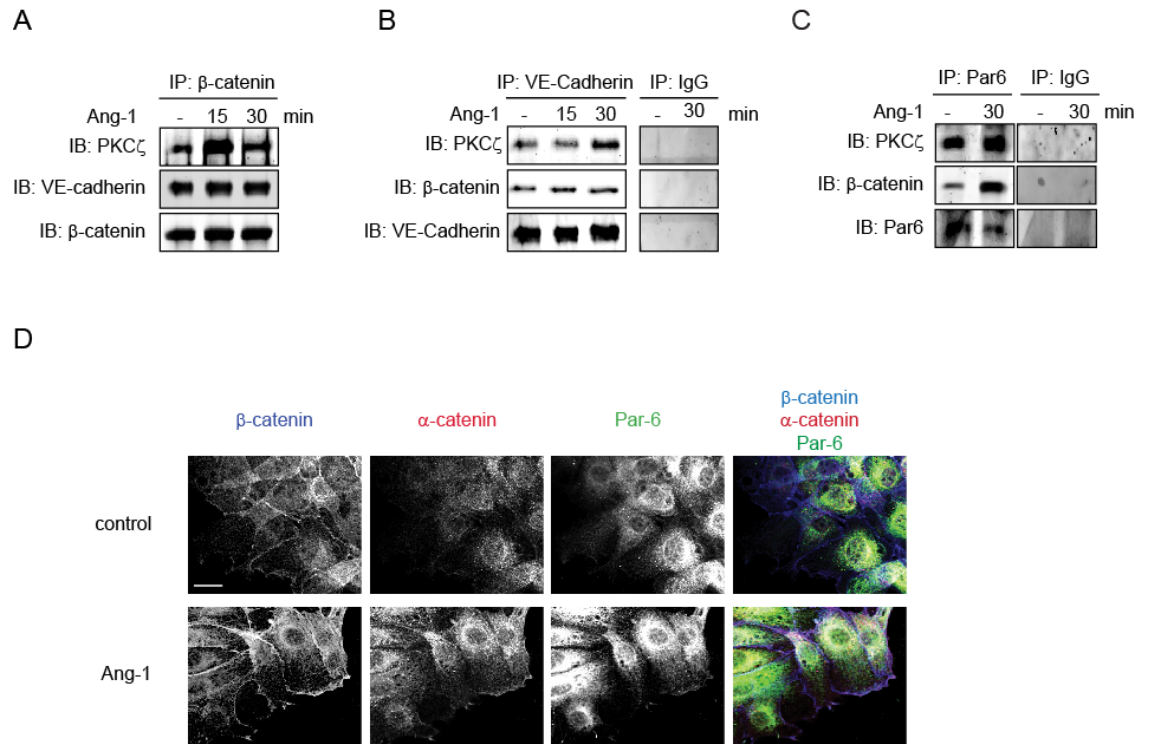 A
IP: β-catenin
Ang-1 - 15 30 min
IB: PKCζ
IB: VE-cadherin
IB: β-catenin
B
IP: VE-Cadherin IP: IgG
Ang-1 - 15 30 - 30 min
IB: PKCζ
IB: β-catenin
IB: VE-Cadherin
C
IP: Par6 IP: IgG
Ang-1 - 30 - 30 min
IB: PKCζ
IB: β-catenin
IB: Par6
D
β-catenin
α-catenin
Par-6
β-catenin
α-catenin
Par-6
control
Ang-1